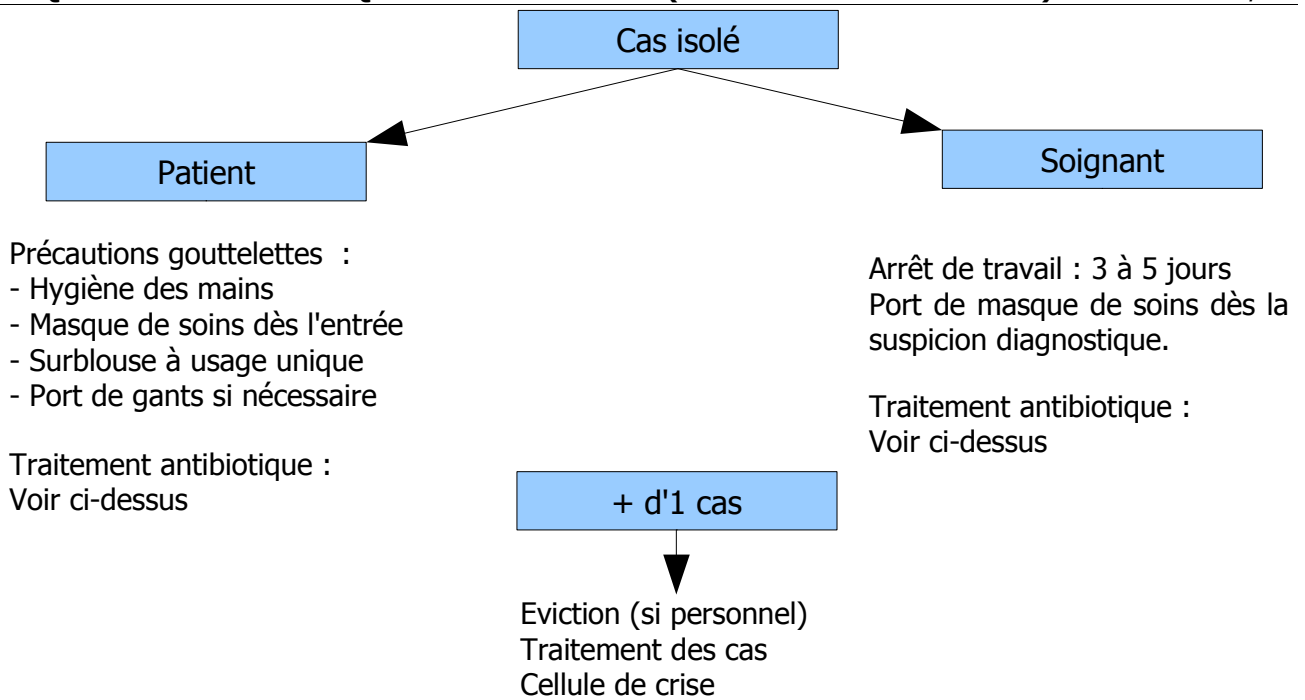 Cas isolé
Patient
Soignant
Précautions gouttelettes :
- Hygiène des mains
- Masque de soins dès l'entrée
- Surblouse à usage unique
- Port de gants si nécessaire
Traitement antibiotique :
Voir ci-dessus
Arrêt de travail : 3 à 5 jours
Port de masque de soins dès la
suspicion diagnostique.
Traitement antibiotique :
Voir ci-dessus
+ d'1 cas
Eviction (si personnel)
Traitement des cas
Cellule de crise